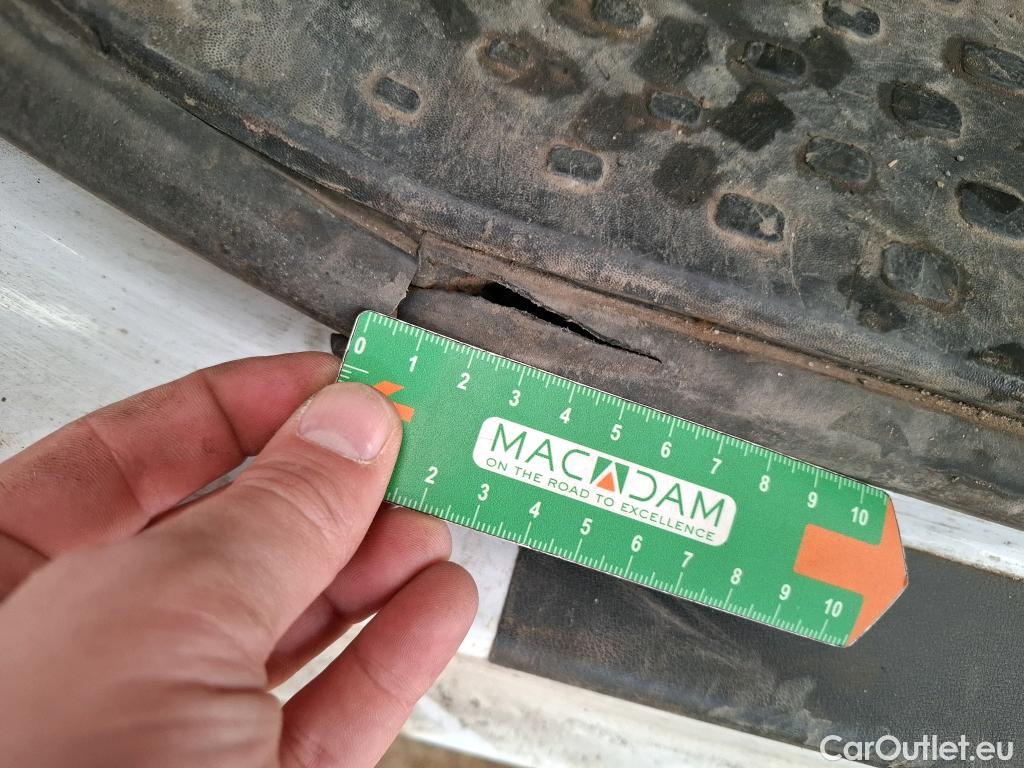 0 1 2 3 4 5 6 7 8 9 10
MACADAM
ON THE ROAD TO EXCELLENCE
2 3 4 5 6 7 8 9 10
CarOutlet.eu